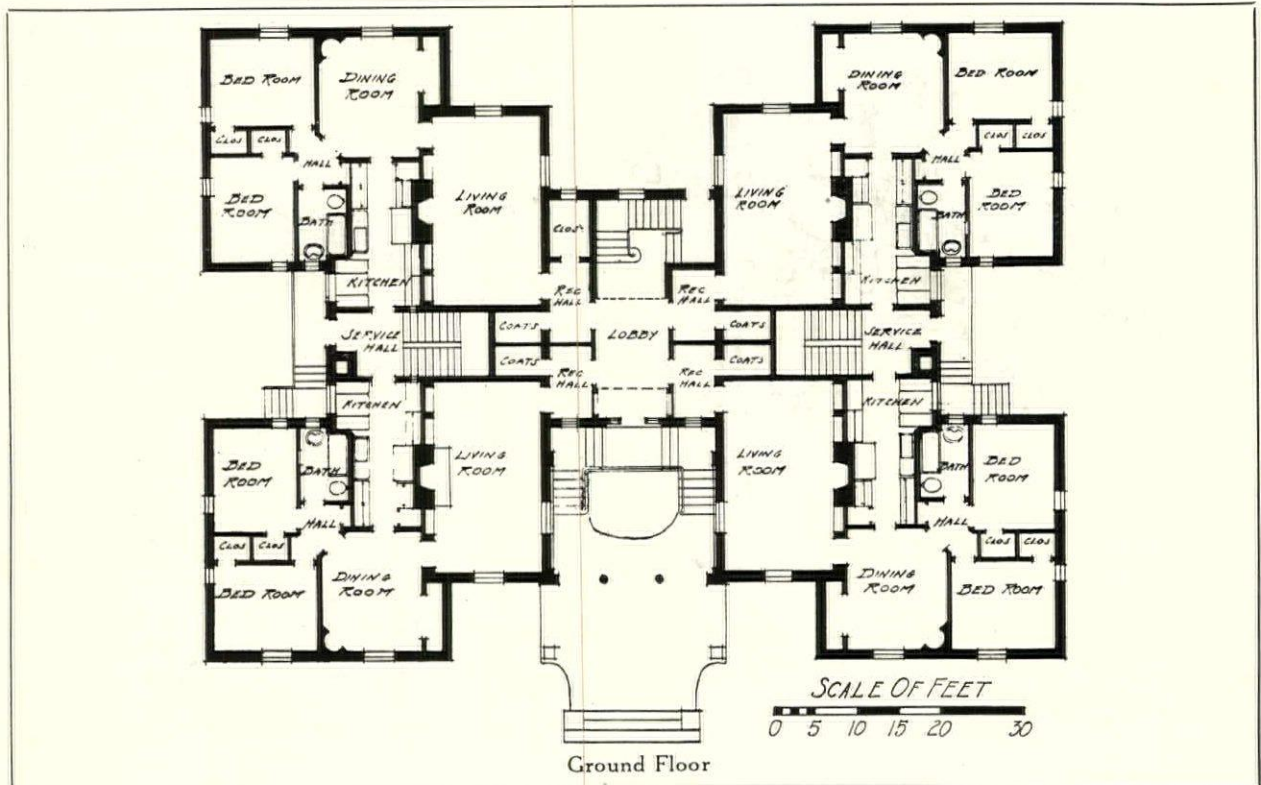 BED ROOM
DINING
ROOM
CLOS
CLOS
HALL
BED
ROOM
BATH
LIVING
ROOM
KITCHEN
CLOS
REC
HALL
DINING
ROOM
BED ROOM
CLOS
CLOS
HALL
LIVING
ROOM
BED
ROOM
BATH
KITCHEN
REC
HALL
SERVICE
HALL
COATS
COATS
LOBBY
COATS
COATS
SERVICE
HALL
REC
HALL
REC
HALL
KITCHEN
BED
ROOM
BATH
LIVING
ROOM
HALL
CLOS
CLOS
BED ROOM
DINING
ROOM
KITCHEN
LIVING
ROOM
BATH
BED
ROOM
HALL
CLOS
CLOS
DINING
ROOM
BED ROOM
SCALE OF FEET
0 5 10 15 20 30
Ground Floor